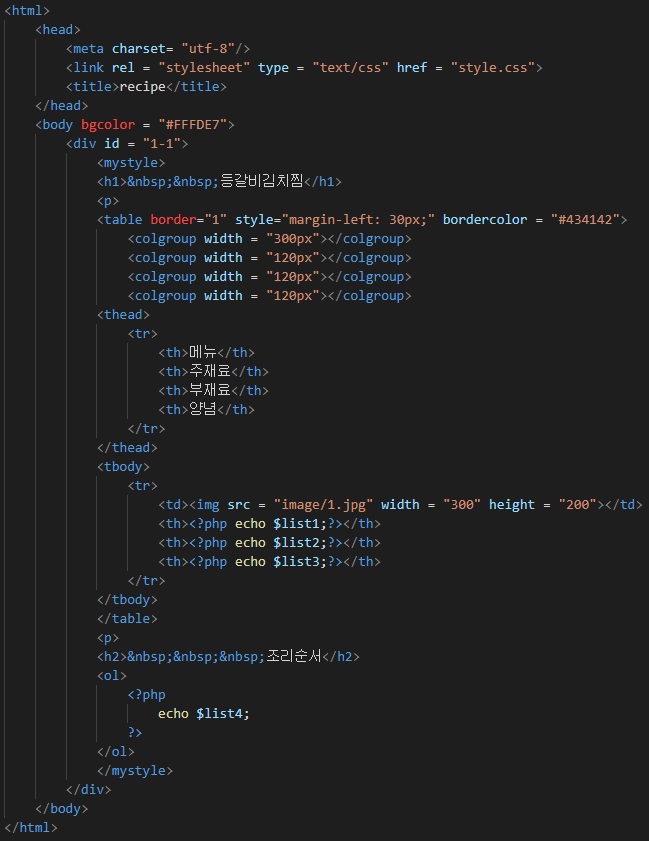 <html>
<head>
<meta charset= "utf-8"/>
<link rel = "stylesheet" type = "text/css" href = "style.css">
<title>recipe</title>
</head>
<body bgcolor = "#FFFDE7">
<div id = "1-1">
<mystyle>
<h1>&nbsp;&nbsp;등갈비김치찜</h1>
<p>
<table border="1" style="margin-left: 30px;" bordercolor = "#434142">
<colgroup width = "300px"></colgroup>
<colgroup width = "120px"></colgroup>
<colgroup width = "120px"></colgroup>
<colgroup width = "120px"></colgroup>
<thead>
<tr>
<th>메뉴</th>
<th>주재료</th>
<th>부재료</th>
<th>양념</th>
</tr>
</thead>
<tbody>
<tr>
<td><img src = "image/1.jpg" width = "300" height = "200"></td>
<th><?php echo $list1;?></th>
<th><?php echo $list2;?></th>
<th><?php echo $list3;?></th>
</tr>
</tbody>
</table>
<p>
<h2>&nbsp;&nbsp;&nbsp;조리순서</h2>
<ol>
<?php
echo $list4;
?>
</ol>
</mystyle>
</div>
</body>
</html>